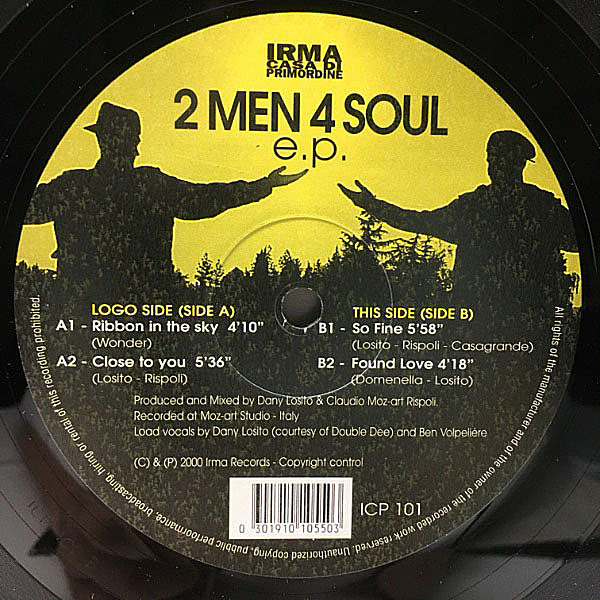 IRMA
CASA DI
PRIMORDINE
2 MEN 4 SOUL
e.p.
LOGO SIDE (SIDE A)
A1 - Ribbon in the sky 4'10"
(Wonder)
A2 - Close to you 5'36"
(Losito - Rispoli)
THIS SIDE (SIDE B)
B1 - So Fine 5'58"
(Losito - Rispoli - Casagrande)
B2 - Found Love 4'18"
(Domenella - Losito)
Produced and Mixed by Dany Losito & Claudio Moz-art Rispoli.
Recorded at Moz-art Studio - Italy
Load vocals by Dany Losito (courtesy of Double Dee) and Ben Volpelière
(C) & (P) 2000 Irma Records - Copyright control
0 301910 105503
ICP 101
All rights of the manufacturer and of the owner of the recorded work reserved. Unauthorized copying, public perfoormance, broadcasting, hiring or rental of this recording prohibited.